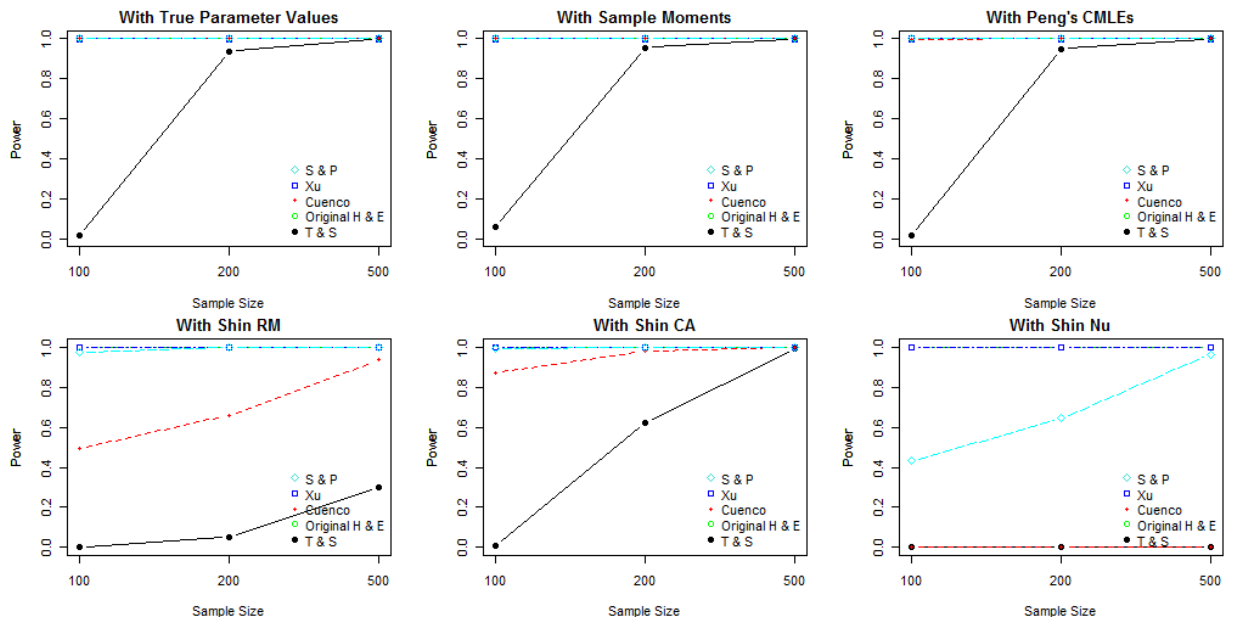 With True Parameter Values
1.0
0.8
0.6
0.4
0.2
0.0
Power
S & P
Xu
Cuenco
Original H & E
T & S
100
200
500
Sample Size
With Sample Moments
1.0
0.8
0.6
0.4
0.2
0.0
Power
S & P
Xu
Cuenco
Original H & E
T & S
100
200
500
Sample Size
With Peng's CMLEs
1.0
0.8
0.6
0.4
0.2
0.0
Power
S & P
Xu
Cuenco
Original H & E
T & S
100
200
500
Sample Size
With Shin RM
1.0
0.8
0.6
0.4
0.2
0.0
Power
S & P
Xu
Cuenco
Original H & E
T & S
100
200
500
Sample Size
With Shin CA
1.0
0.8
0.6
0.4
0.2
0.0
Power
S & P
Xu
Cuenco
Original H & E
T & S
100
200
500
Sample Size
With Shin Nu
1.0
0.8
0.6
0.4
0.2
0.0
Power
S & P
Xu
Cuenco
Original H & E
T & S
100
200
500
Sample Size